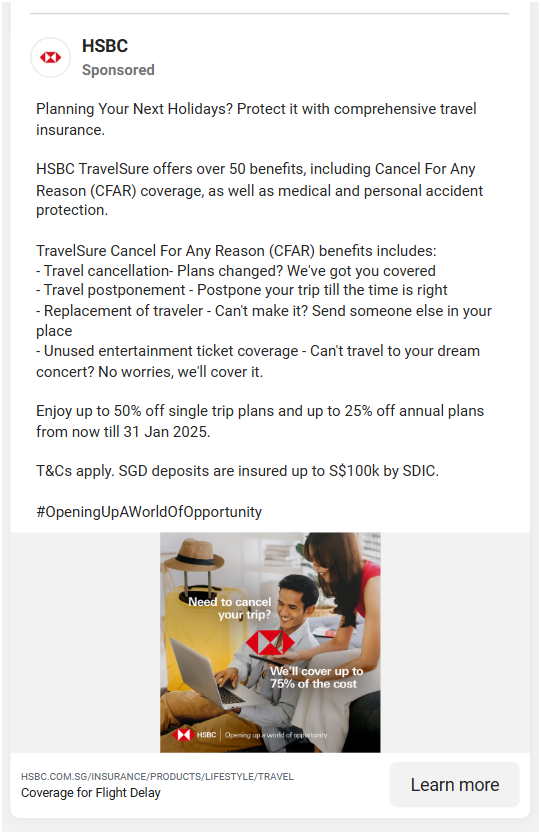 HSBC
Sponsored
Planning Your Next Holidays? Protect it with comprehensive travel
insurance.
HSBC TravelSure offers over 50 benefits, including Cancel For Any
Reason (CFAR) coverage, as well as medical and personal accident
protection.
TravelSure Cancel For Any Reason (CFAR) benefits includes:
- Travel cancellation- Plans changed? We've got you covered
- Travel postponement - Postpone your trip till the time is right
- Replacement of traveler - Can't make it? Send someone else in your
place
- Unused entertainment ticket coverage - Can't travel to your dream
concert? No worries, we'll cover it.
Enjoy up to 50% off single trip plans and up to 25% off annual plans
from now till 31 Jan 2025.
T&Cs apply. SGD deposits are insured up to S$100k by SDIC.
#OpeningUpAWorldOfOpportunity
Need to cancel
your trip?
We'll cover up to
75% of the cost
HSBC | Opening up a world of opportunity
HSBC.COM.SG/INSURANCE/PRODUCTS/LIFESTYLE/TRAVEL
Coverage for Flight Delay
Learn more